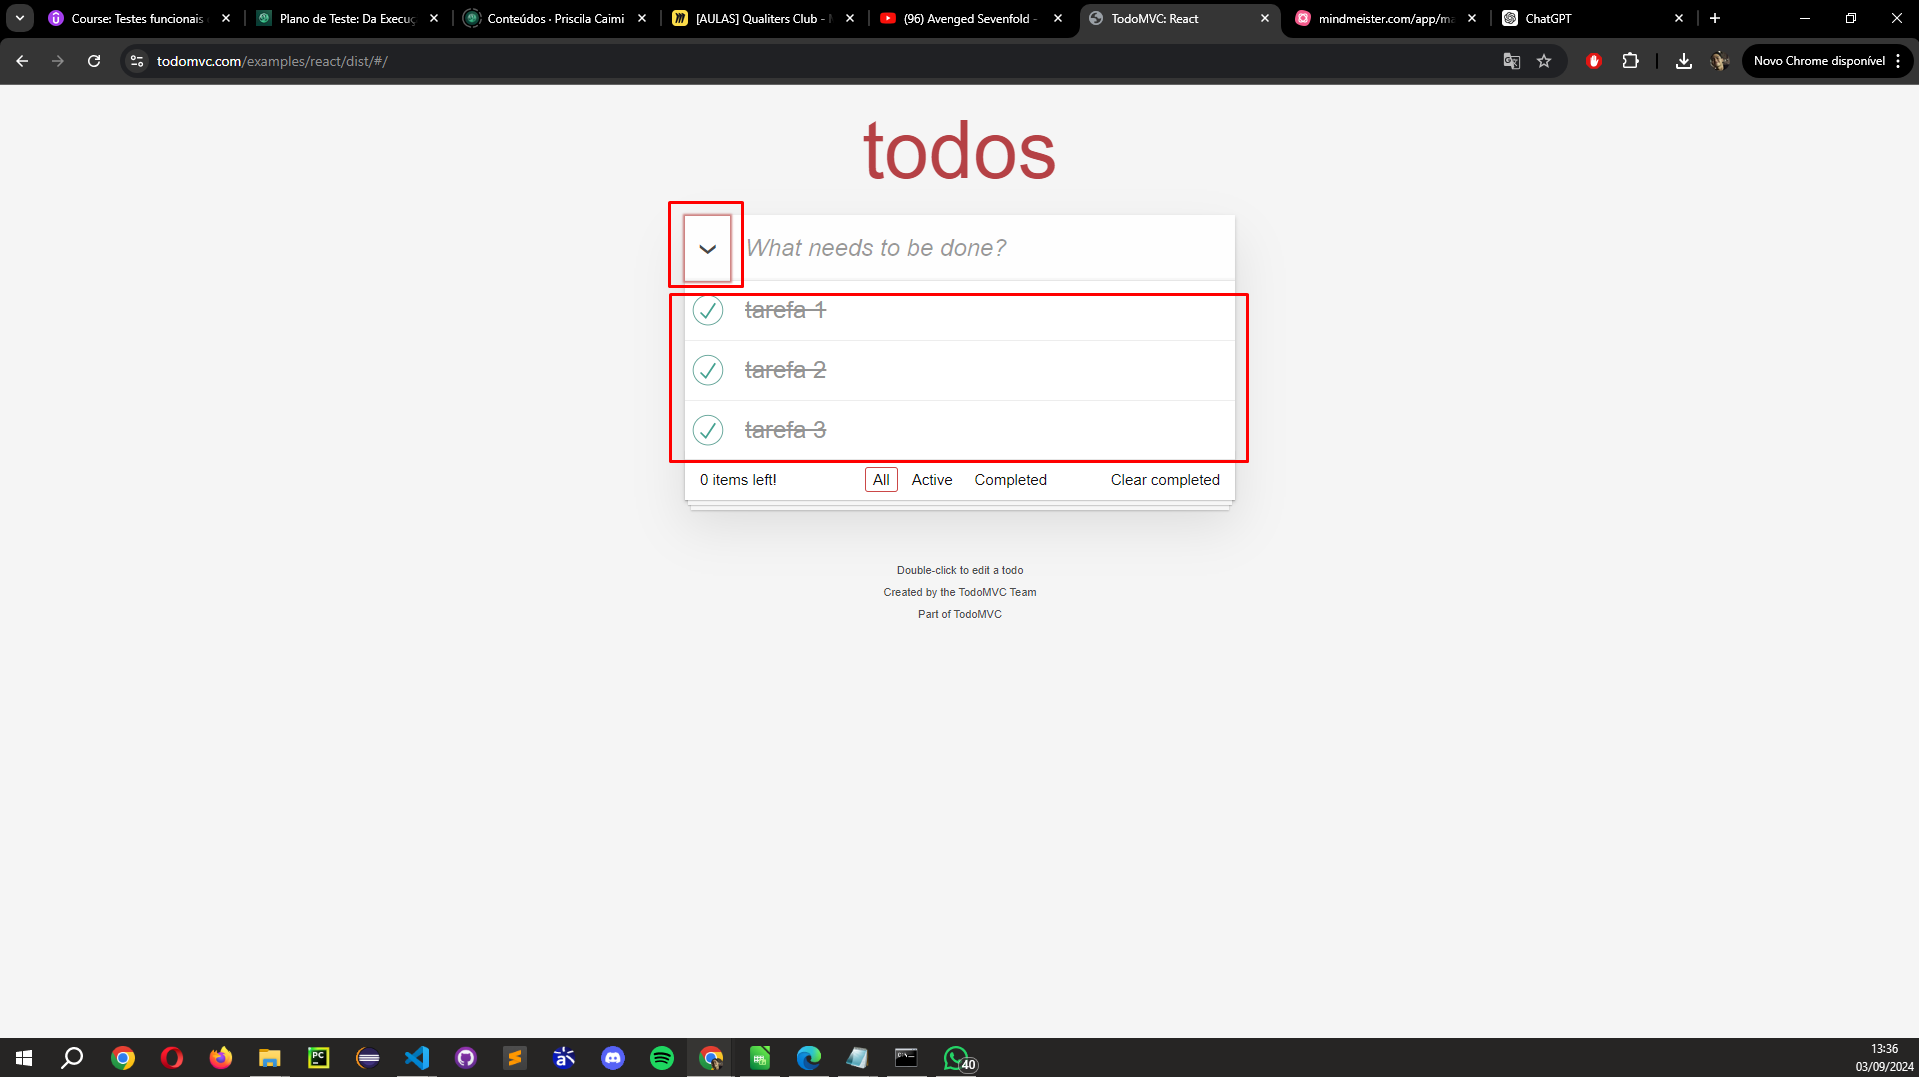 Course: Testes funcionais
Plano de Teste: Da Execuç
Conteúdos · Priscila Caimi
[AULAS] Qualiters Club -
(96) Avenged Sevenfold -
TodoMVC: React
mindmeister.com/app/ma
ChatGPT
todomvc.com/examples/react/dist/#/
Novo Chrome disponível
todos
What needs to be done?
tarefa 1
tarefa 2
tarefa 3
0 items left!
All
Active
Completed
Clear completed
Double-click to edit a todo
Created by the TodoMVC Team
Part of TodoMVC
PC
40
13:36
03/09/2024